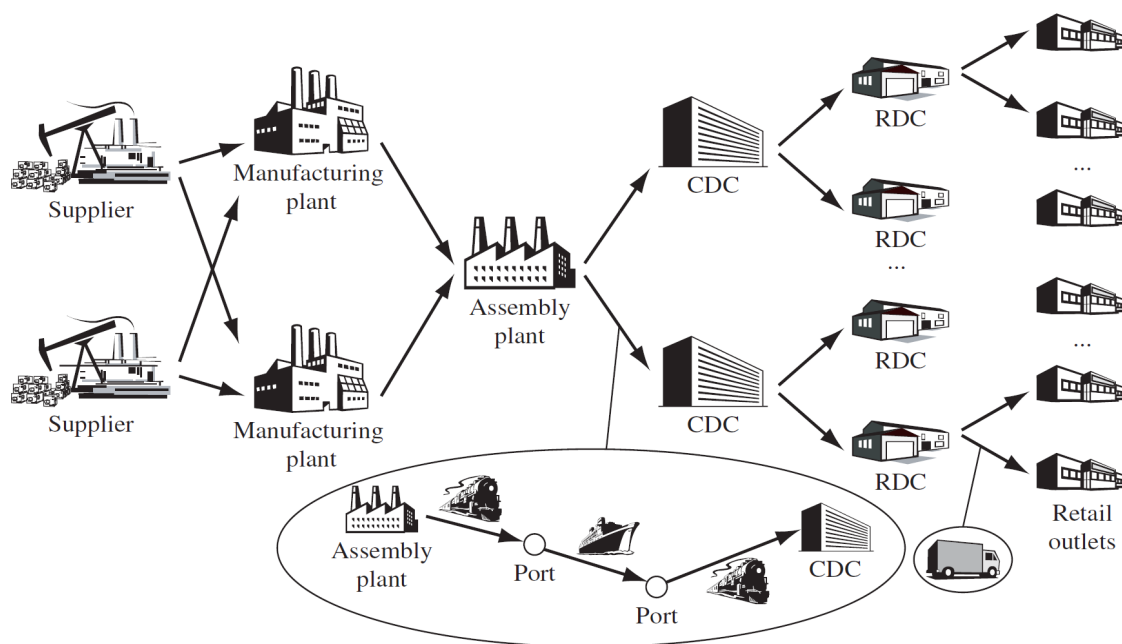 Supplier
Supplier
Manufacturing
plant
Manufacturing
plant
Assembly
plant
CDC
CDC
RDC
RDC
...
RDC
RDC
...
...
Retail
outlets
Assembly
plant
Port
Port
CDC